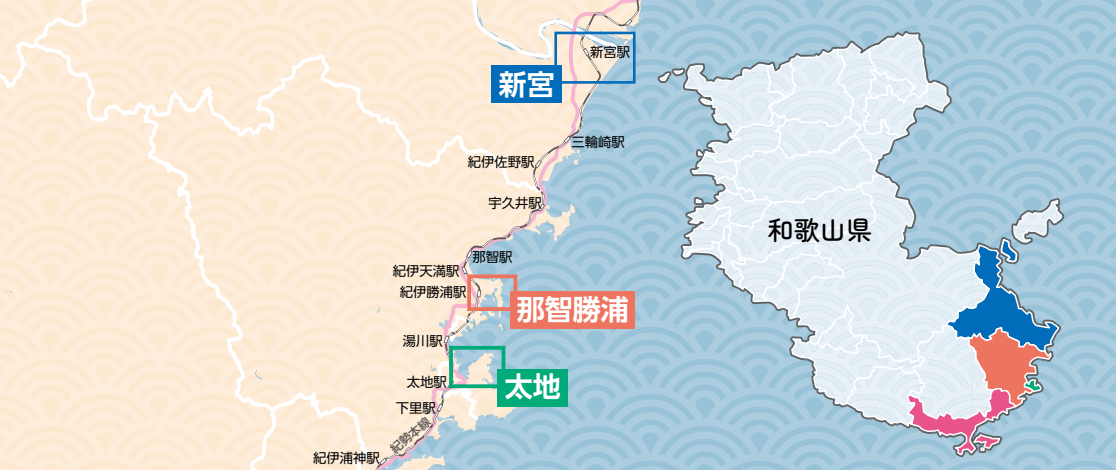 新宮駅
新宮
三輪崎駅
紀伊佐野駅
宇久井駅
和歌山県
那智駅
紀伊天満駅
紀伊勝浦駅
那智勝浦
湯川駅
太地駅
太地
下里駅
紀勢本線
紀伊浦神駅